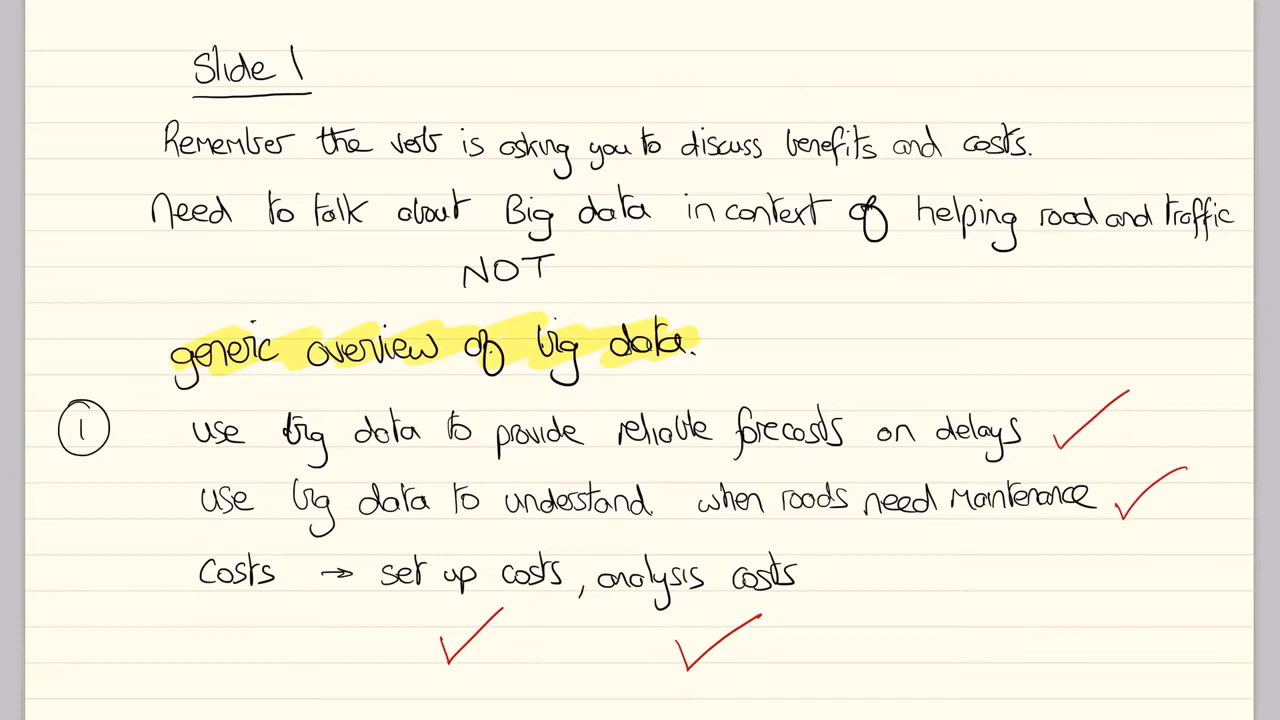 Slide 1
Remember the verb is asking you to discuss benefits and costs.
Need to talk about Big data in context of helping road and traffic
NOT
generic overview of big data.
1 use big data to provide reliable forecasts on delays
use big data to understand when roads need maintenance
Costs → set up costs, analysis costs